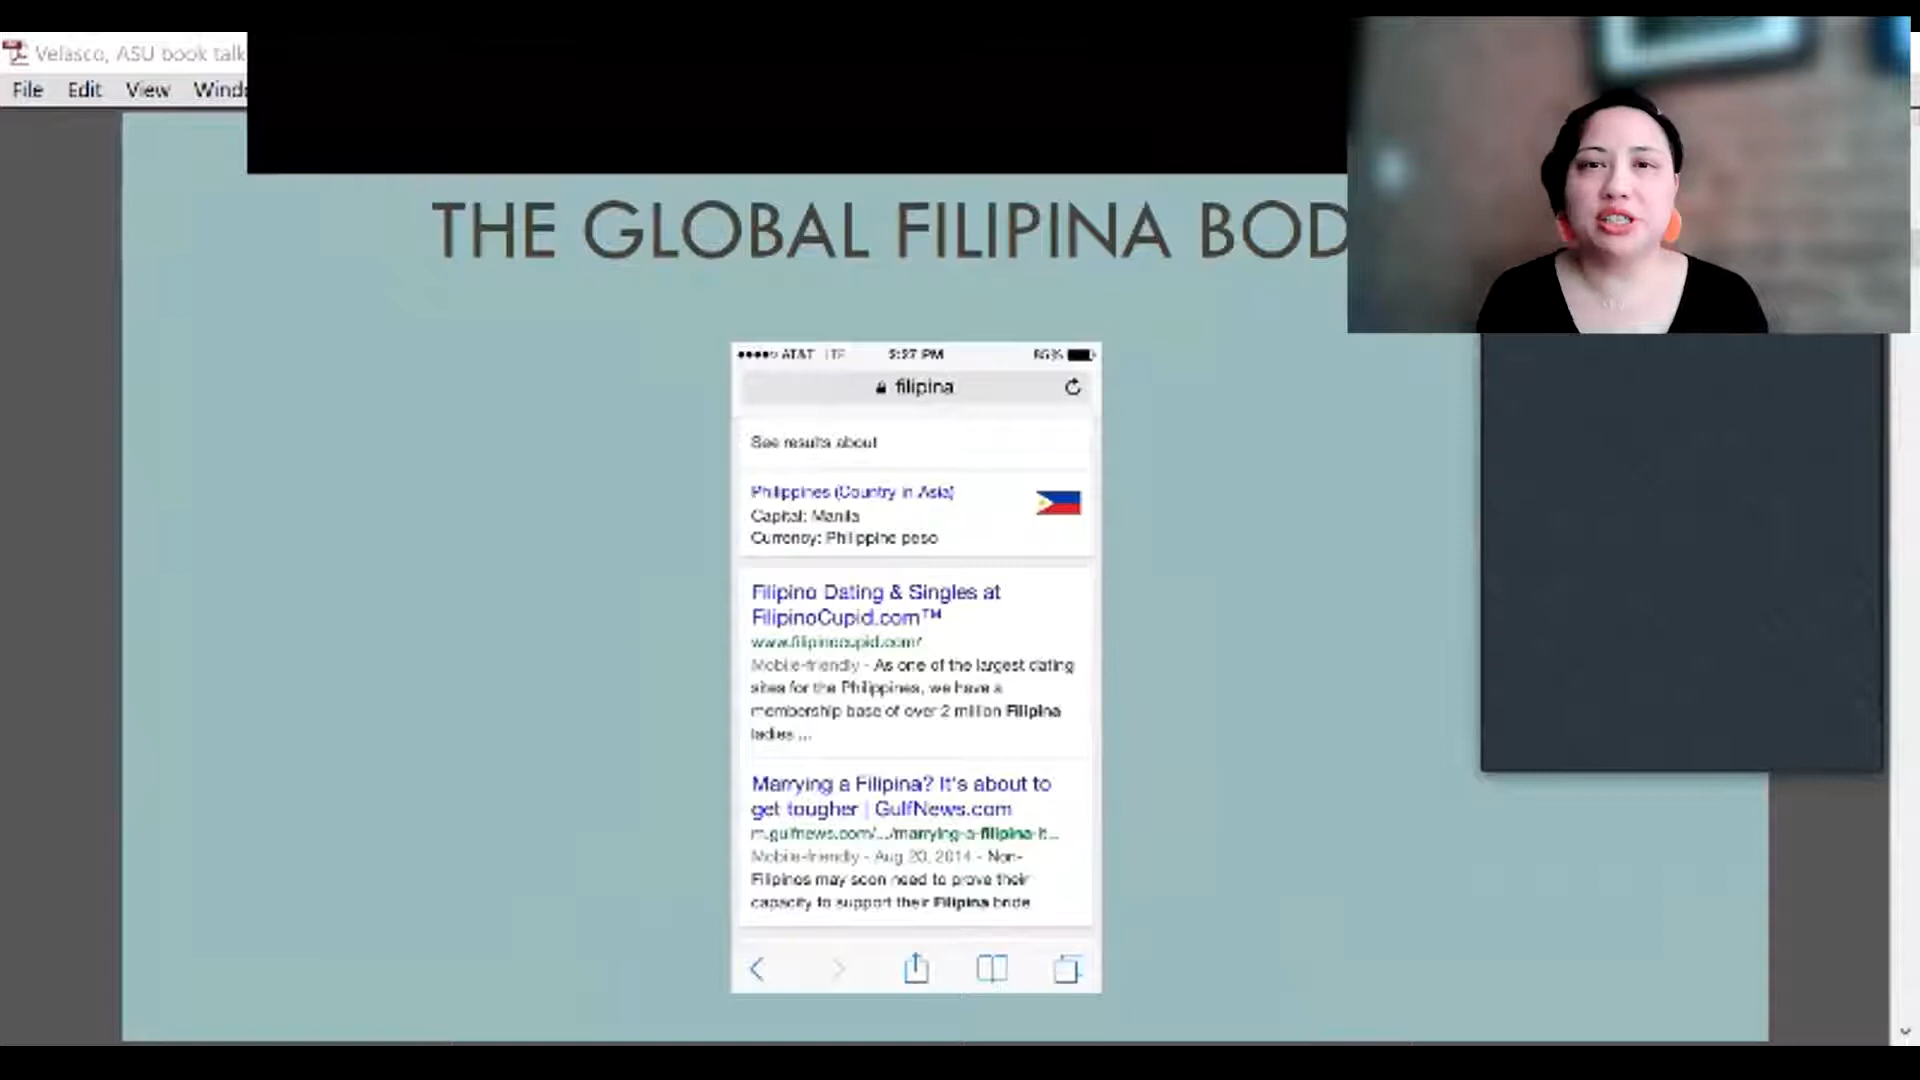 Velasco, ASU book talk
File Edit View Windo
THE GLOBAL FILIPINA BOD
AT&T LTE 5:27 PM 85%
filipina
See results about
Philippines (Country in Asia)
Capital: Manila
Currency: Philippine peso
Filipino Dating & Singles at
FilipinoCupid.com™
www.filipinocupid.com/
Mobile-friendly - As one of the largest dating
sites for the Philippines, we have a
membership base of over 2 million Filipina
ladies ...
Marrying a Filipina? It's about to
get tougher | GulfNews.com
m.gulfnews.com/.../marrying-a-filipina-it...
Mobile-friendly - Aug 20, 2014 - Non-
Filipinos may soon need to prove their
capacity to support their Filipina bride